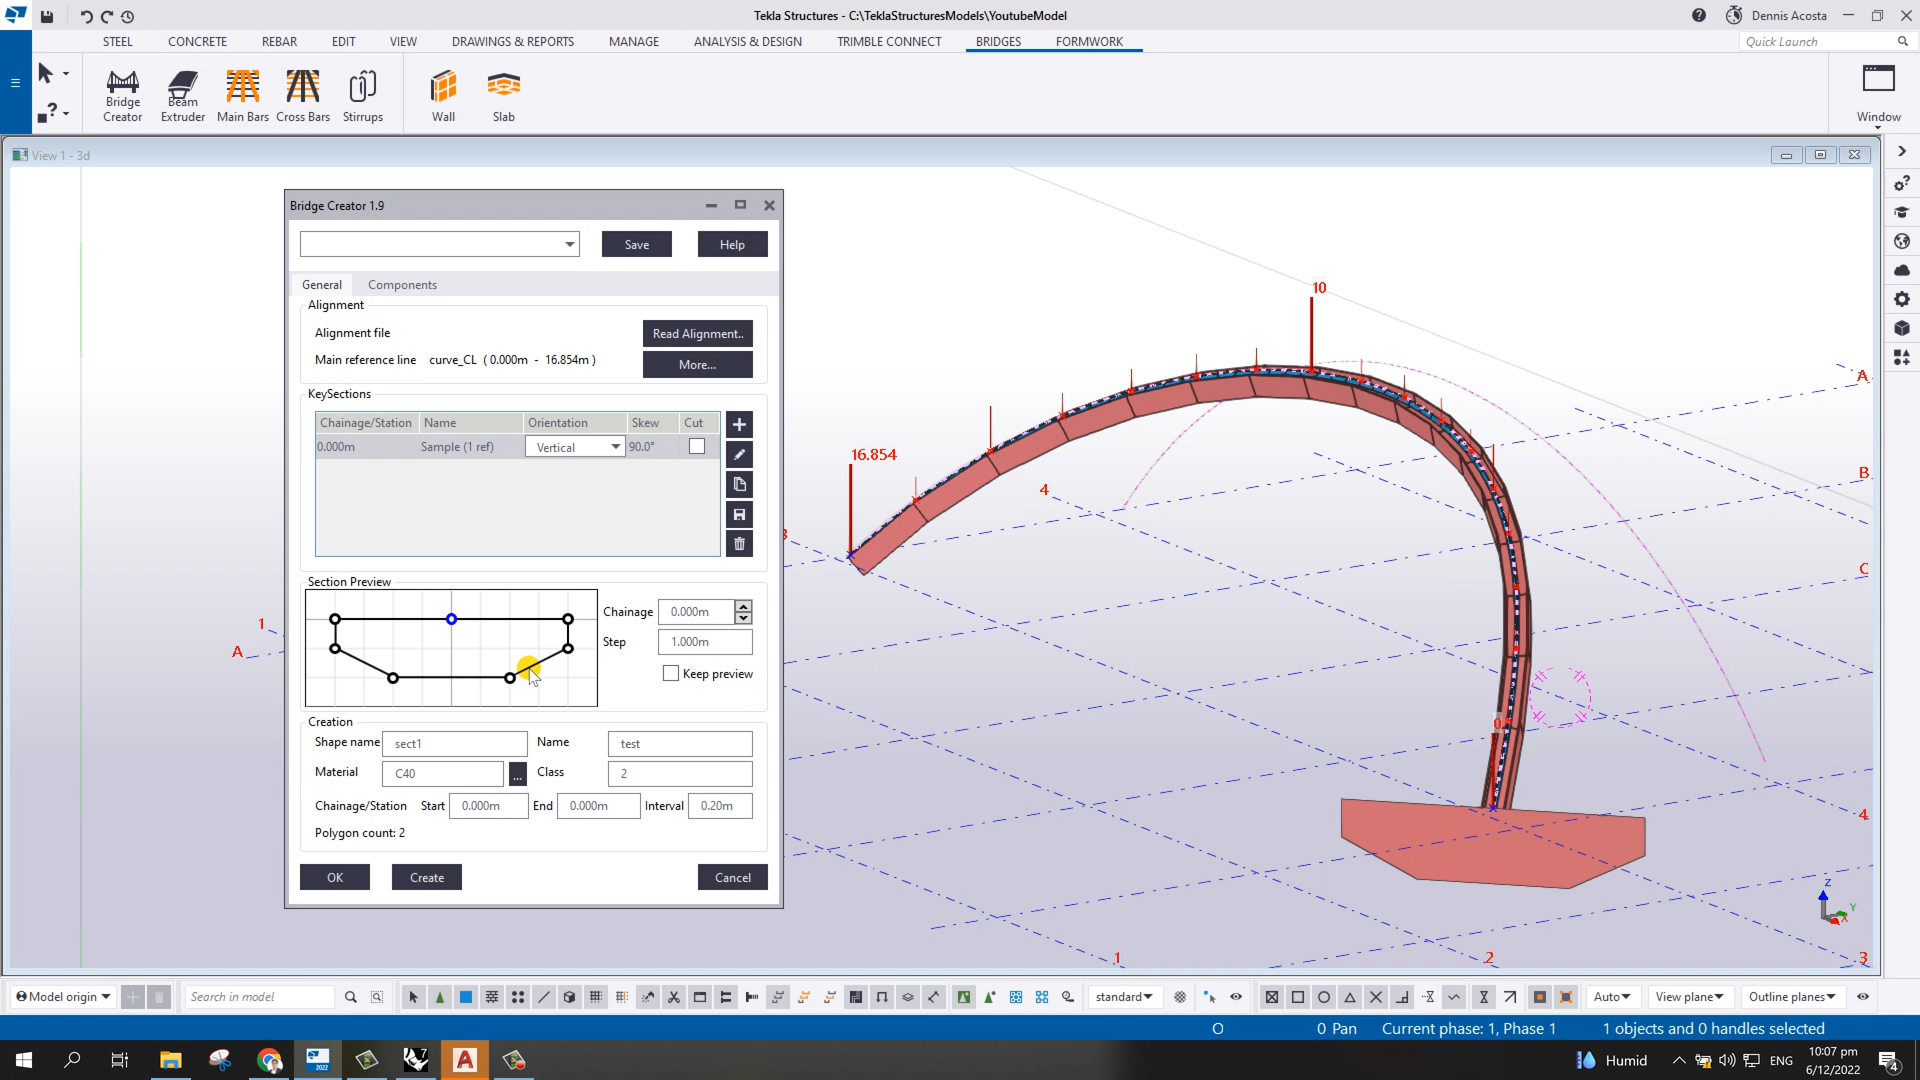 Tekla Structures - C:\TeklaStructuresModels\YoutubeModel
Dennis Acosta
STEEL CONCRETE REBAR EDIT VIEW DRAWINGS & REPORTS MANAGE ANALYSIS & DESIGN TRIMBLE CONNECT BRIDGES FORMWORK
Quick Launch
Bridge Creator
Beam Extruder
Main Bars
Cross Bars
Stirrups
Wall
Slab
Window
View 1 - 3d
Bridge Creator 1.9
Save
Help
General Components
Alignment
Alignment file
Read Alignment..
Main reference line curve_CL ( 0.000m - 16.854m )
More...
KeySections
Chainage/Station Name Orientation Skew Cut
0.000m Sample (1 ref) Vertical 90.0°
Section Preview
Chainage 0.000m
Step 1.000m
Keep preview
Creation
Shape name sect1 Name test
Material C40 ... Class 2
Chainage/Station Start 0.000m End 0.000m Interval 0.20m
Polygon count: 2
OK Create Cancel
10
16.854
4
A
B
C
1
A
3
0
4
1
2
3
Z
Y
X
Model origin
Search in model
standard
Auto
View plane
Outline planes
O
0 Pan
Current phase: 1, Phase 1
1 objects and 0 handles selected
2022
7
A
Humid
ENG
10:07 pm
6/12/2022
4